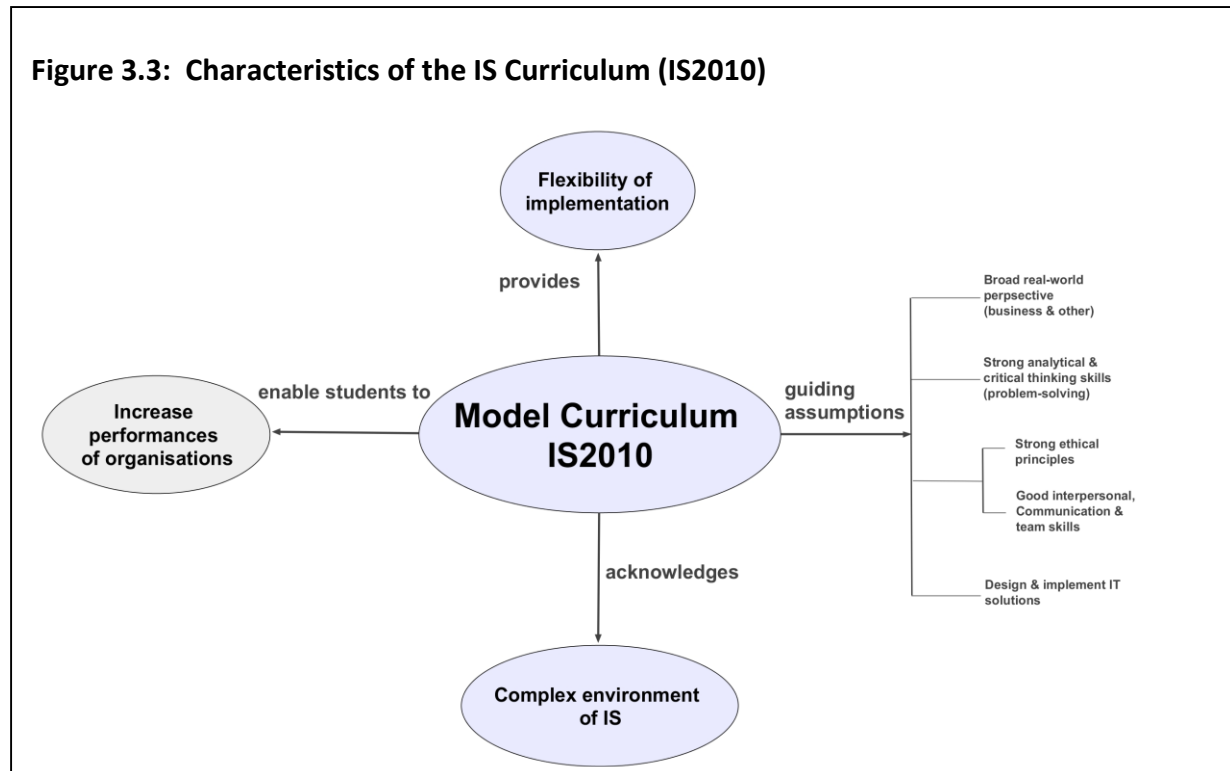 Figure 3.3: Characteristics of the IS Curriculum (IS2010)
Flexibility of
implementation
provides
Broad real-world
perpsective
(business & other)
enable students to
Strong analytical &
critical thinking skills
(problem-solving)
guiding
assumptions
Increase
performances
of organisations
Model Curriculum
IS2010
Strong ethical
principles
Good interpersonal,
Communication &
team skills
acknowledges
Design & implement IT
solutions
Complex environment
of IS